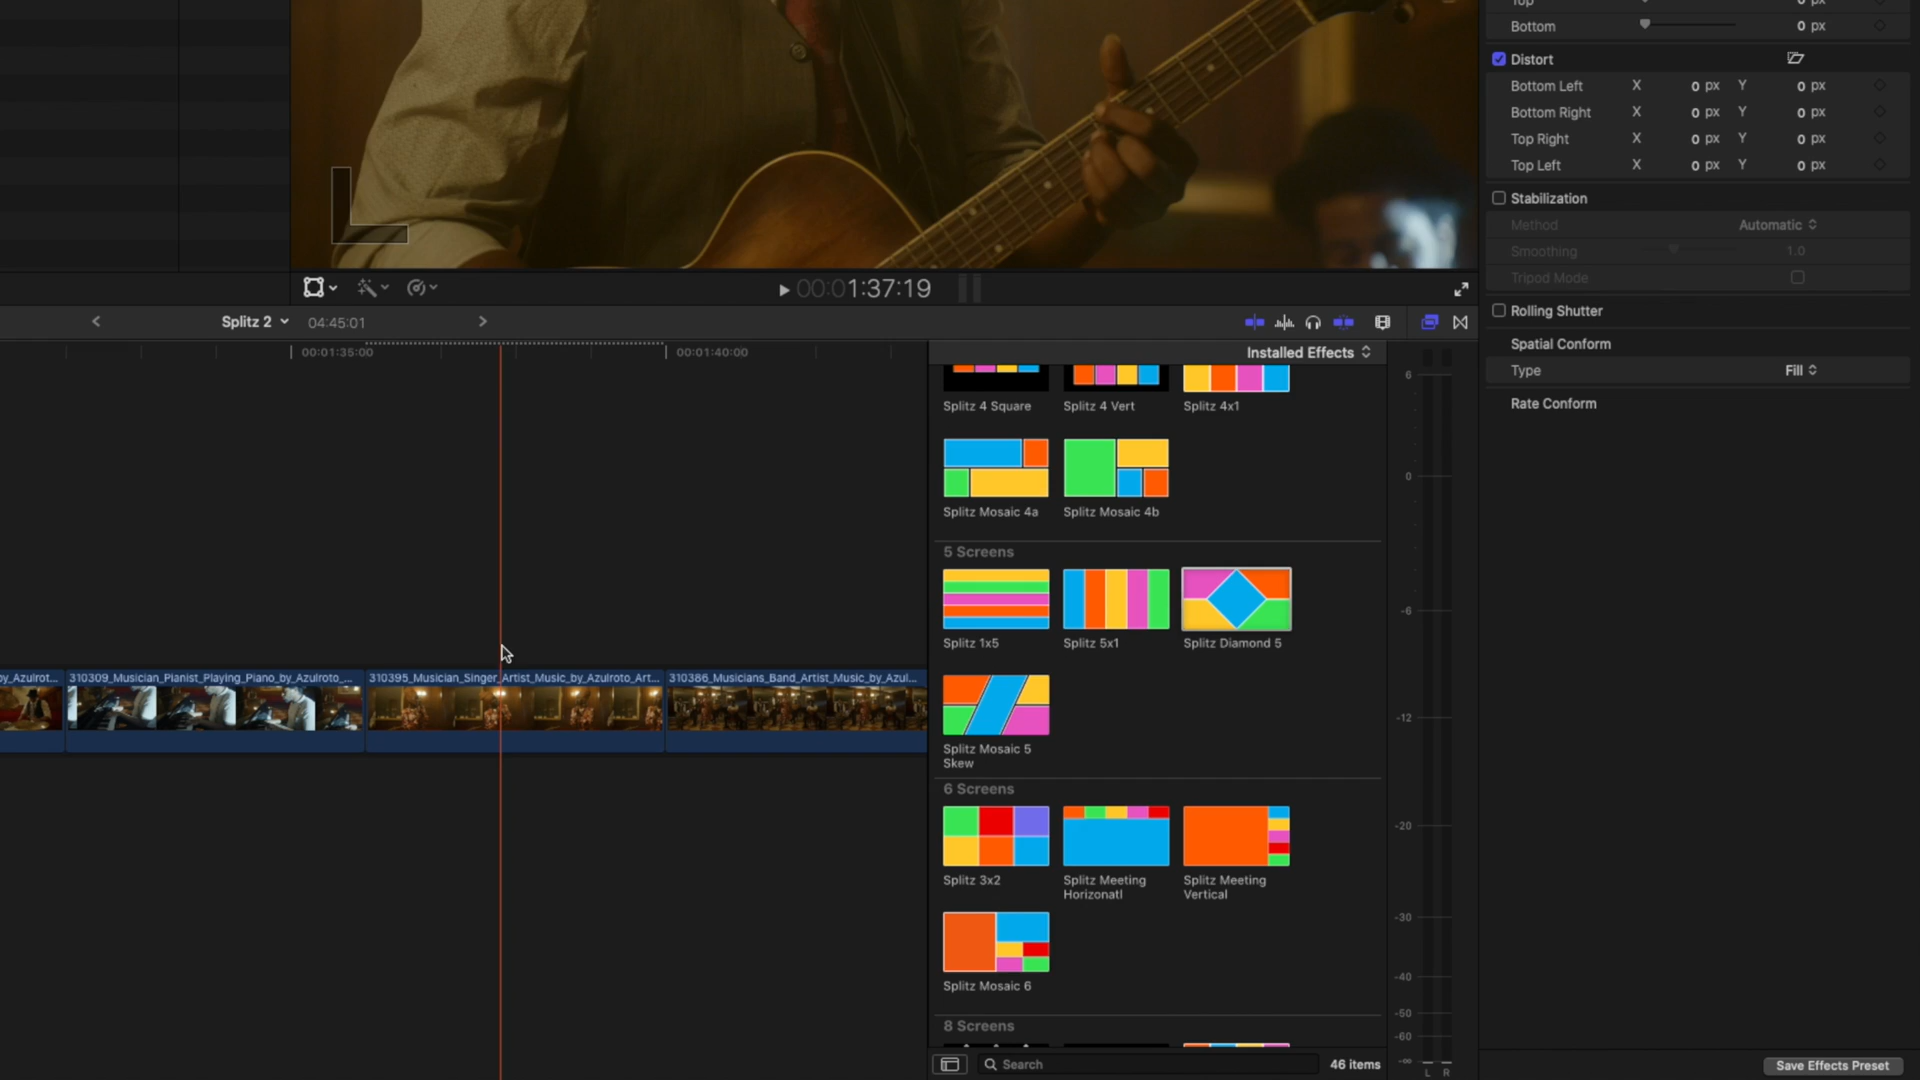 Top 0 px
Bottom 0 px
Distort
Bottom Left X 0 px Y 0 px
Bottom Right X 0 px Y 0 px
Top Right X 0 px Y 0 px
Top Left X 0 px Y 0 px
Stabilization
Method Automatic
Smoothing 1.0
Tripod Mode
Rolling Shutter
Spatial Conform
Type Fill
Rate Conform
00:01:37:19
Splitz 2 04:45:01
00:01:35:00 00:01:40:00
Installed Effects
Splitz 4 Square Splitz 4 Vert Splitz 4x1
Splitz Mosaic 4a Splitz Mosaic 4b
5 Screens
Splitz 1x5 Splitz 5x1 Splitz Diamond 5
Splitz Mosaic 5
Skew
6 Screens
Splitz 3x2 Splitz Meeting Splitz Meeting
Horizonatl Vertical
Splitz Mosaic 6
8 Screens
Search 46 items
by_Azulrot... 310309_Musician_Pianist_Playing_Piano_by_Azulroto_... 310395_Musician_Singer_Artist_Music_by_Azulroto_Art... 310386_Musicians_Band_Artist_Music_by_Azul...
6
0
-6
-12
-20
-30
-40
-50
-60
-∞
L R
Save Effects Preset